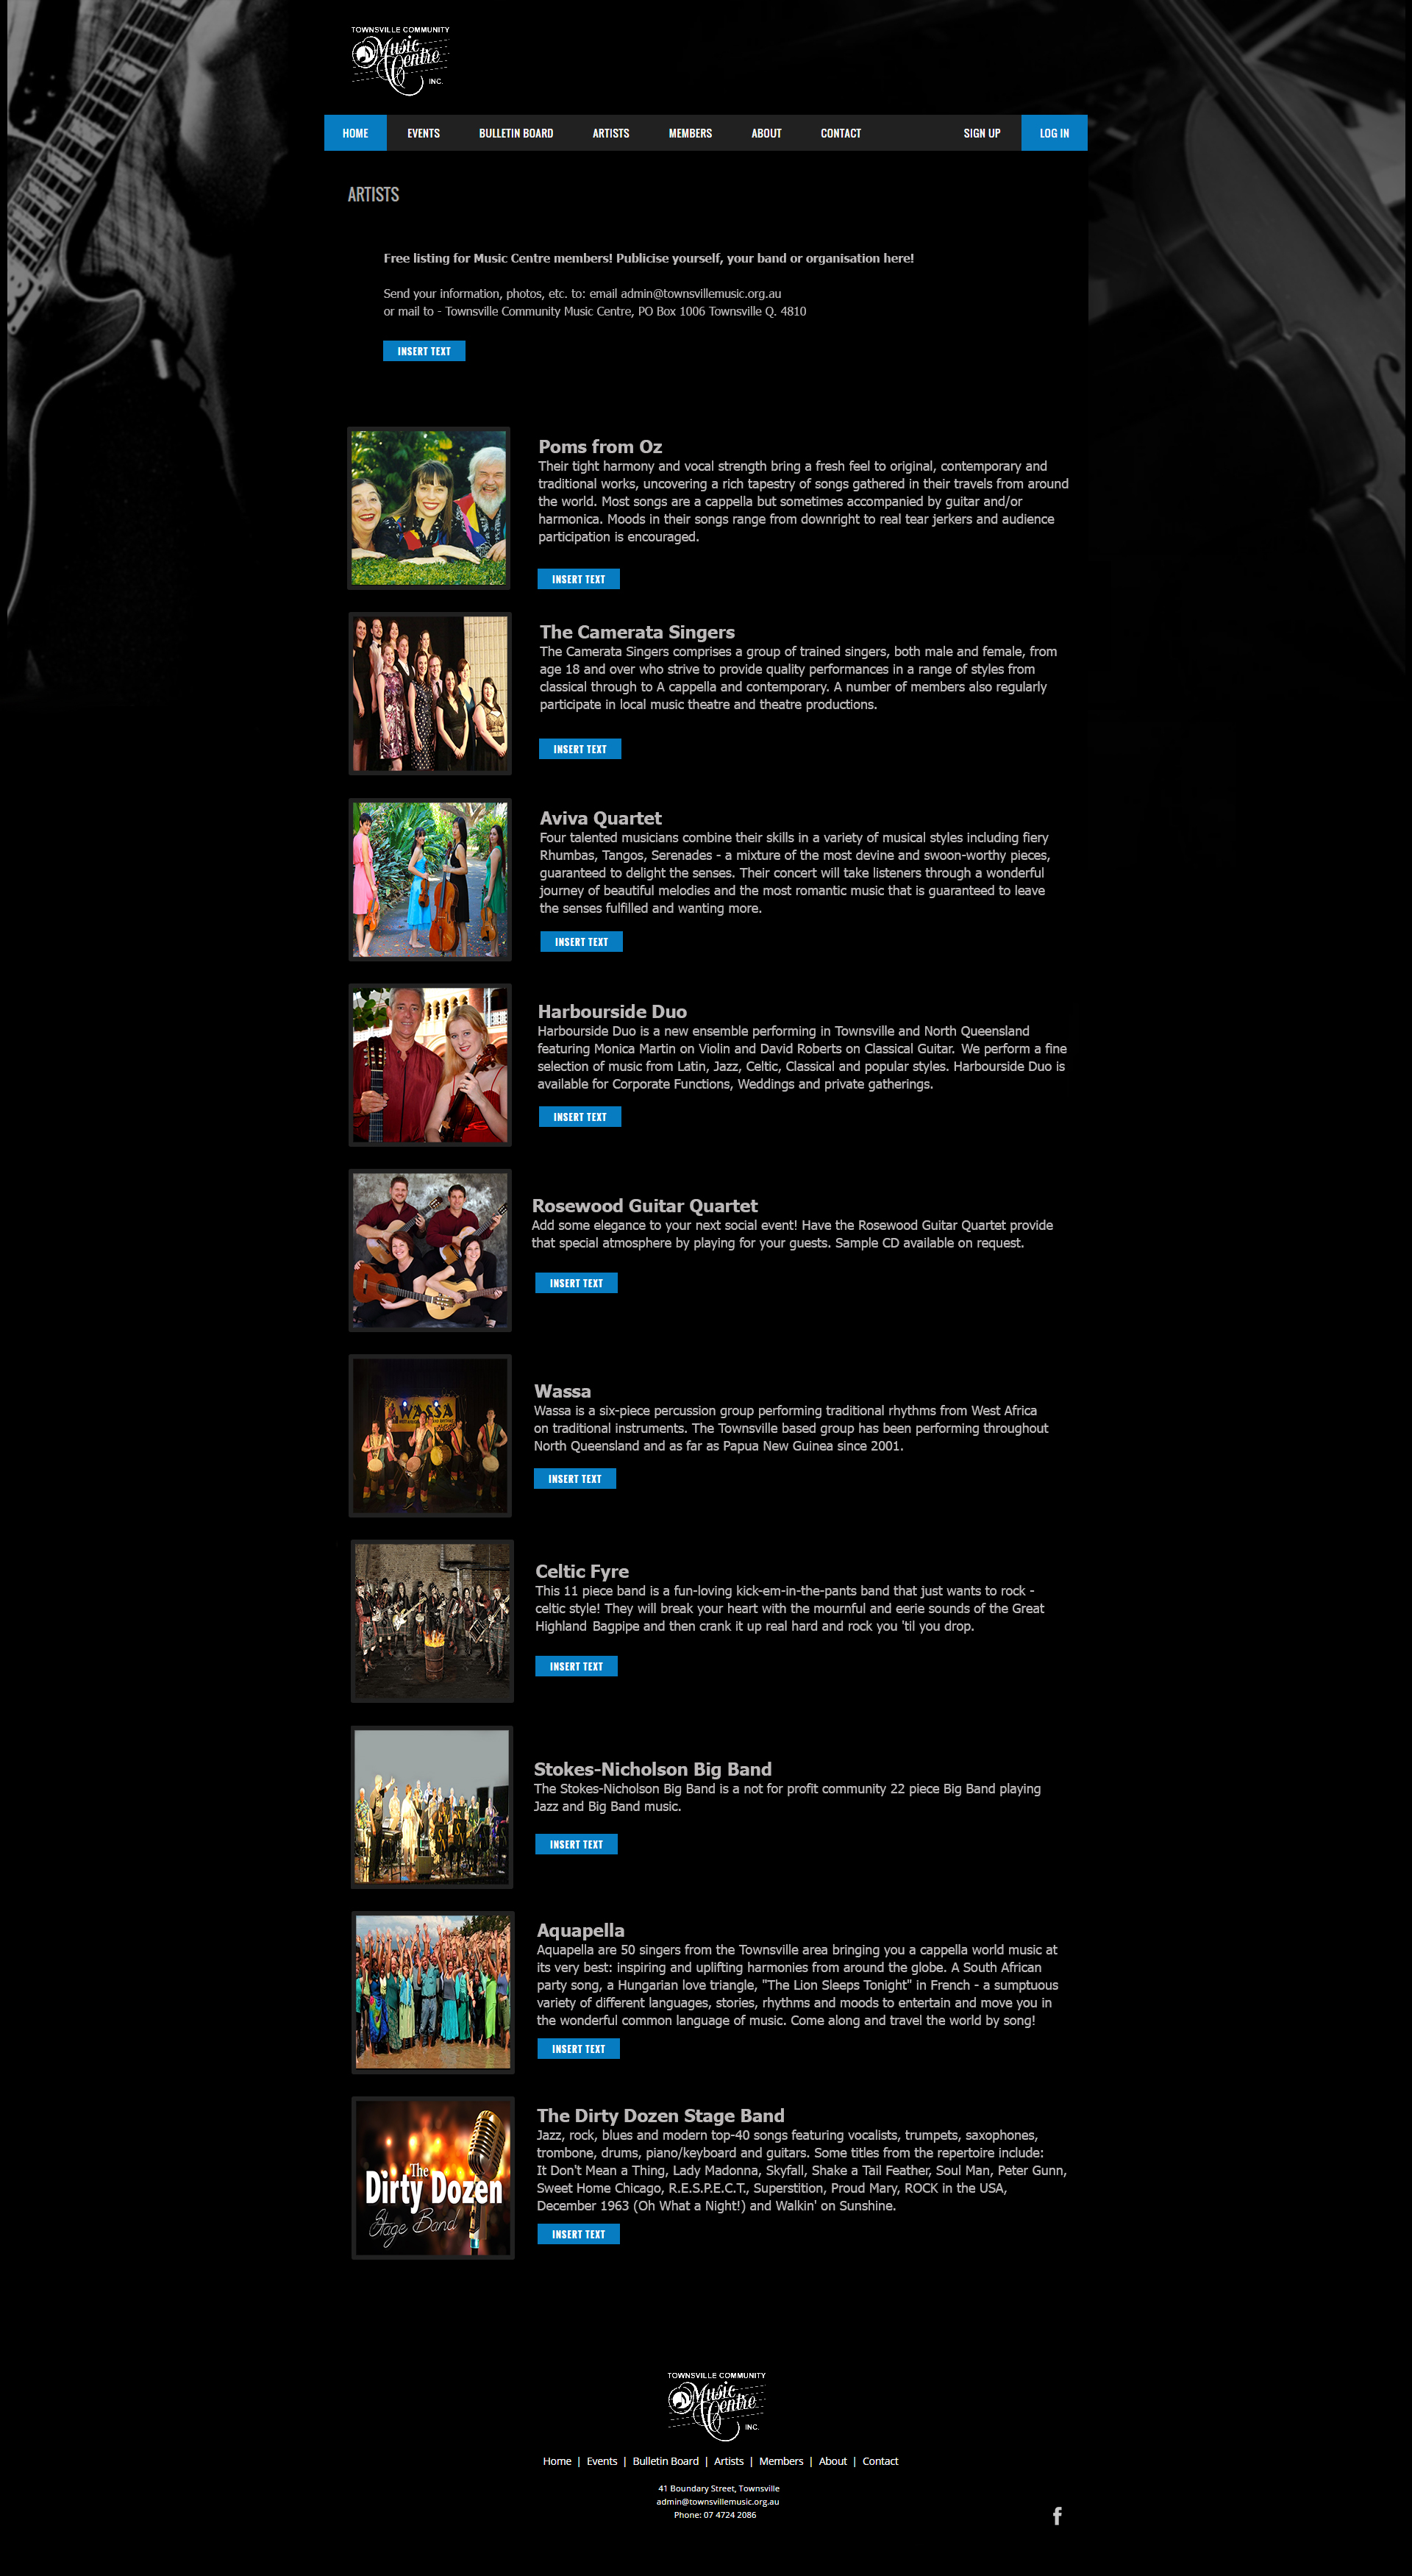 TOWNSVILLE COMMUNITY
Music
Centre
INC.
HOME EVENTS BULLETIN BOARD ARTISTS MEMBERS ABOUT CONTACT SIGN UP LOG IN
ARTISTS
Free listing for Music Centre members! Publicise yourself, your band or organisation here!
Send your information, photos, etc. to: email admin@townsvillemusic.org.au
or mail to - Townsville Community Music Centre, PO Box 1006 Townsville Q. 4810
INSERT TEXT
Poms from Oz
Their tight harmony and vocal strength bring a fresh feel to original, contemporary and
traditional works, uncovering a rich tapestry of songs gathered in their travels from around
the world. Most songs are a cappella but sometimes accompanied by guitar and/or
harmonica. Moods in their songs range from downright to real tear jerkers and audience
participation is encouraged.
INSERT TEXT
The Camerata Singers
The Camerata Singers comprises a group of trained singers, both male and female, from
age 18 and over who strive to provide quality performances in a range of styles from
classical through to A cappella and contemporary. A number of members also regularly
participate in local music theatre and theatre productions.
INSERT TEXT
Aviva Quartet
Four talented musicians combine their skills in a variety of musical styles including fiery
Rhumbas, Tangos, Serenades - a mixture of the most devine and swoon-worthy pieces,
guaranteed to delight the senses. Their concert will take listeners through a wonderful
journey of beautiful melodies and the most romantic music that is guaranteed to leave
the senses fulfilled and wanting more.
INSERT TEXT
Harbourside Duo
Harbourside Duo is a new ensemble performing in Townsville and North Queensland
featuring Monica Martin on Violin and David Roberts on Classical Guitar. We perform a fine
selection of music from Latin, Jazz, Celtic, Classical and popular styles. Harbourside Duo is
available for Corporate Functions, Weddings and private gatherings.
INSERT TEXT
Rosewood Guitar Quartet
Add some elegance to your next social event! Have the Rosewood Guitar Quartet provide
that special atmosphere by playing for your guests. Sample CD available on request.
INSERT TEXT
WASSA
Wassa
Wassa is a six-piece percussion group performing traditional rhythms from West Africa
on traditional instruments. The Townsville based group has been performing throughout
North Queensland and as far as Papua New Guinea since 2001.
INSERT TEXT
Celtic Fyre
This 11 piece band is a fun-loving kick-em-in-the-pants band that just wants to rock -
celtic style! They will break your heart with the mournful and eerie sounds of the Great
Highland Bagpipe and then crank it up real hard and rock you 'til you drop.
INSERT TEXT
Stokes-Nicholson Big Band
The Stokes-Nicholson Big Band is a not for profit community 22 piece Big Band playing
Jazz and Big Band music.
INSERT TEXT
Aquapella
Aquapella are 50 singers from the Townsville area bringing you a cappella world music at
its very best: inspiring and uplifting harmonies from around the globe. A South African
party song, a Hungarian love triangle, "The Lion Sleeps Tonight" in French - a sumptuous
variety of different languages, stories, rhythms and moods to entertain and move you in
the wonderful common language of music. Come along and travel the world by song!
INSERT TEXT
The
Dirty Dozen
Stage Band
The Dirty Dozen Stage Band
Jazz, rock, blues and modern top-40 songs featuring vocalists, trumpets, saxophones,
trombone, drums, piano/keyboard and guitars. Some titles from the repertoire include:
It Don't Mean a Thing, Lady Madonna, Skyfall, Shake a Tail Feather, Soul Man, Peter Gunn,
Sweet Home Chicago, R.E.S.P.E.C.T., Superstition, Proud Mary, ROCK in the USA,
December 1963 (Oh What a Night!) and Walkin' on Sunshine.
INSERT TEXT
TOWNSVILLE COMMUNITY
Music
Centre
INC.
Home | Events | Bulletin Board | Artists | Members | About | Contact
41 Boundary Street, Townsville
admin@townsvillemusic.org.au
Phone: 07 4724 2086
f